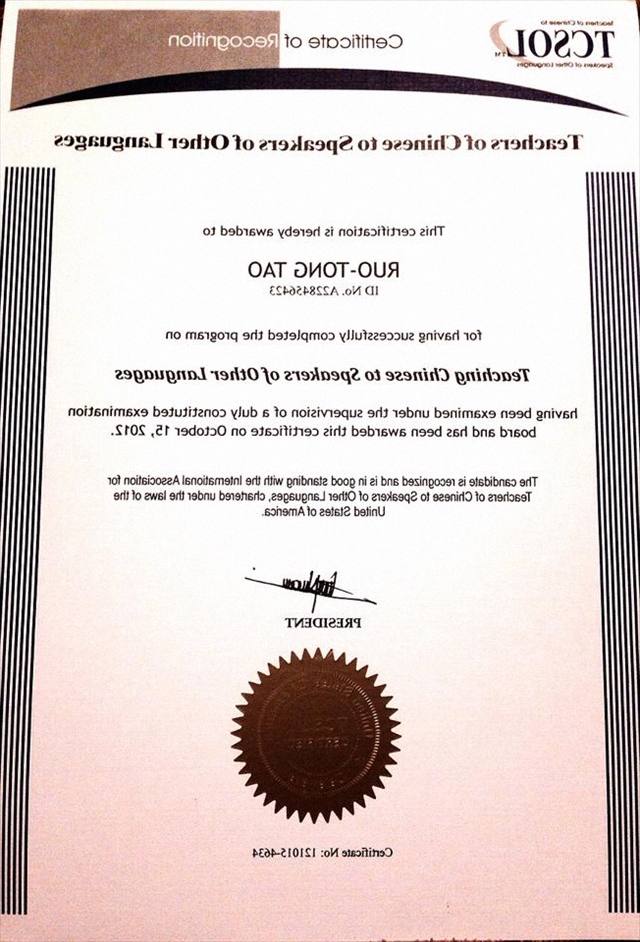 Teachers of Chinese to
TCSOL™
Speakers of Other Languages
Certificate of Recognition
Teachers of Chinese to Speakers of Other Languages
This certification is hereby awarded to
RUO-TONG TAO
ID No. A228456423
for having successfully completed the program on
Teaching Chinese to Speakers of Other Languages
having been examined under the supervision of a duly constituted examination
board and has been awarded this certificate on October 15, 2012.
The candidate is recognized and is in good standing with the International Association for
Teachers of Chinese to Speakers of Other Languages, chartered under the laws of the
United States of America.
PRESIDENT
Certificate No: 121015-4634